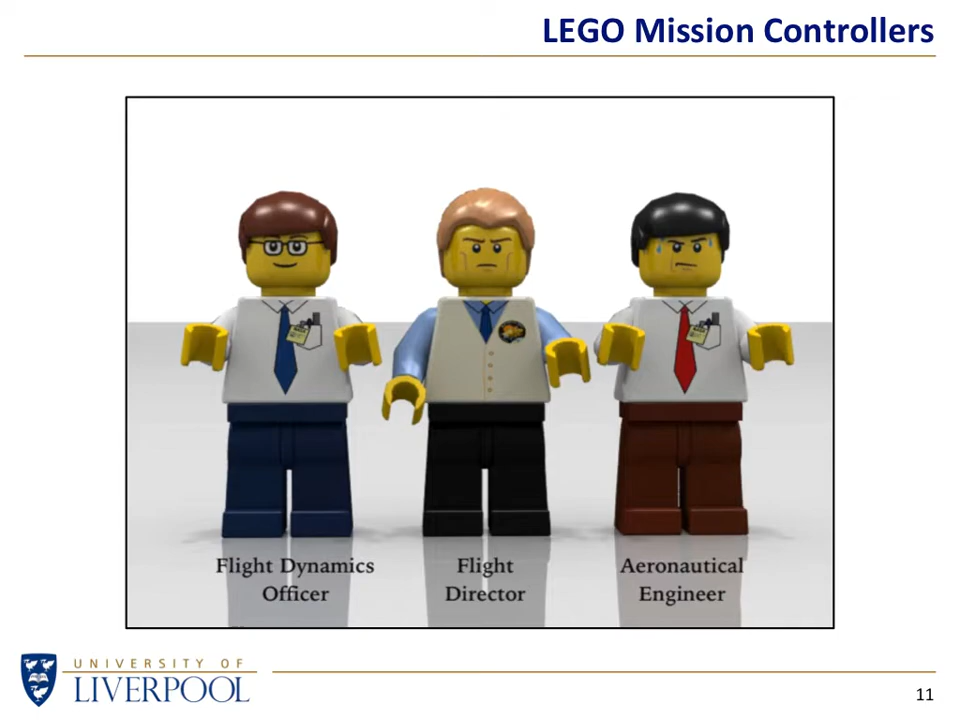 LEGO Mission Controllers
Flight Dynamics
Officer
Flight
Director
Aeronautical
Engineer
UNIVERSITY OF
LIVERPOOL
11